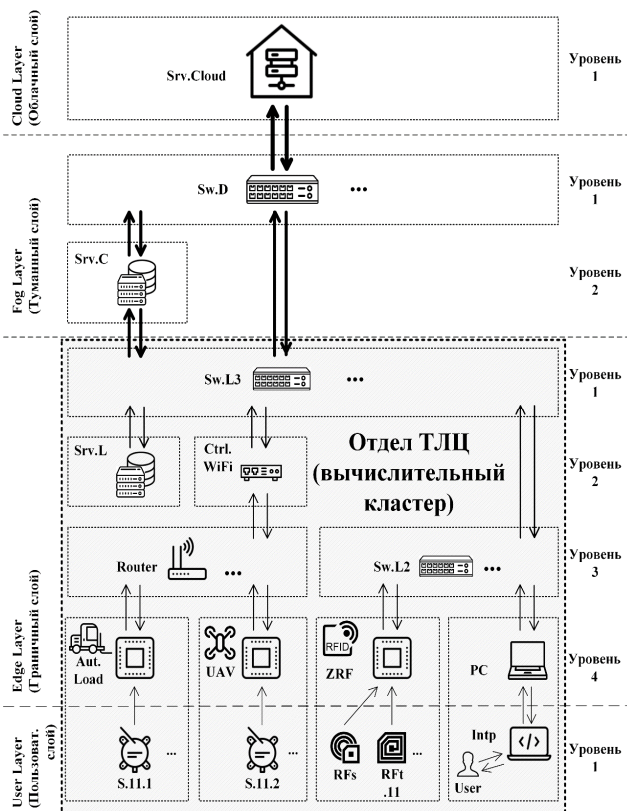 Cloud Layer
(Облачный слой)
Srv.Cloud
Уровень
1
Fog Layer
(Туманный слой)
Sw.D
...
Уровень
1
Srv.C
Уровень
2
Edge Layer
(Граничный слой)
Sw.L3
...
Уровень
1
Srv.L
Ctrl.
WiFi
Отдел ТЛЦ
(вычислительный
кластер)
Уровень
2
Router
...
Sw.L2
...
Уровень
3
Aut.
Load
UAV
RFID
ZRF
PC
Уровень
4
User Layer
(Пользоват.
слой)
S.11.1
...
S.11.2
...
RFs
RFt
.11
...
Intp
</>
User
Уровень
1